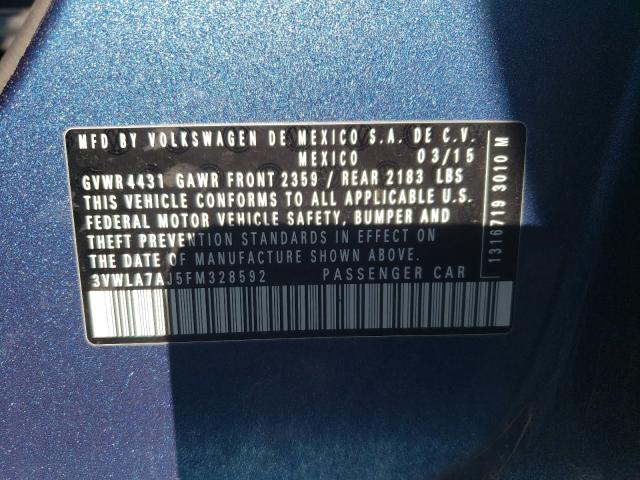 MFD BY VOLKSWAGEN DE MEXICO S.A. DE C.V.
MEXICO 03/15
GVWR 4431 GAWR FRONT 2359 / REAR 2183 LBS
THIS VEHICLE CONFORMS TO ALL APPLICABLE U.S.
FEDERAL MOTOR VEHICLE SAFETY, BUMPER AND
THEFT PREVENTION STANDARDS IN EFFECT ON
THE DATE OF MANUFACTURE SHOWN ABOVE.
3VWLA7AJ5FM328592 PASSENGER CAR
1316719 3010 M